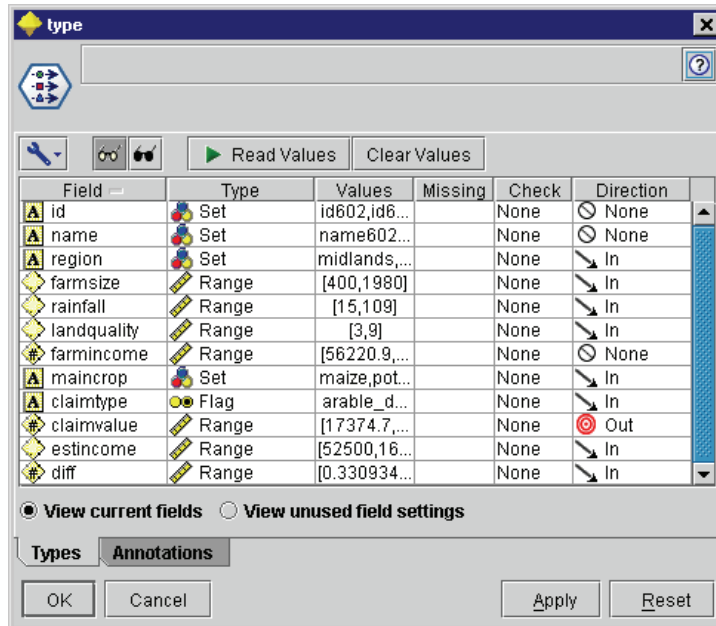 type
Read Values Clear Values
Field Type Values Missing Check Direction
A id Set id602,id6... None None
A name Set name602... None None
A region Set midlands,... None In
farmsize Range [400,1980] None In
rainfall Range [15,109] None In
landquality Range [3,9] None In
# farmincome Range [56220.9,... None None
A maincrop Set maize,pot... None In
A claimtype Flag arable_d... None In
# claimvalue Range [17374.7,... None Out
estincome Range [52500,16... None In
# diff Range [0.330934... None In
View current fields View unused field settings
Types Annotations
OK Cancel Apply Reset